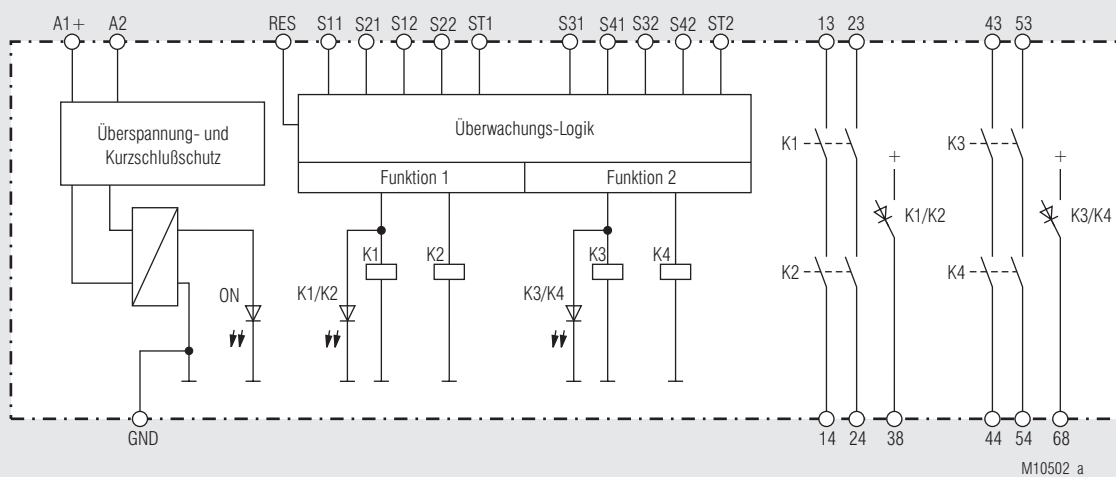 A1+ A2 RES S11 S21 S12 S22 ST1 S31 S41 S32 S42 ST2 13 23 43 53
Überspannung- und
Kurzschlußschutz
Überwachungs-Logik
Funktion 1 Funktion 2
K1 K3
+ +
K1/K2 K3/K4
K1 K2 K3 K4
K2 K4
ON K1/K2 K3/K4
GND 14 24 38 44 54 68
M10502 a